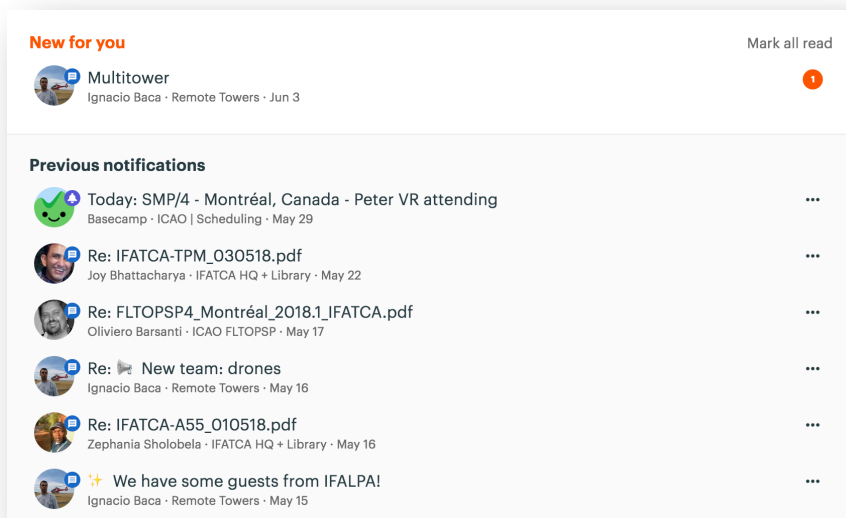 New for you
Mark all read
Multitower
1
Ignacio Baca · Remote Towers · Jun 3
Previous notifications
Today: SMP/4 - Montréal, Canada - Peter VR attending
Basecamp · ICAO | Scheduling · May 29
Re: IFATCA-TPM_030518.pdf
Joy Bhattacharya · IFATCA HQ + Library · May 22
Re: FLTOPSP4_Montréal_2018.1_IFATCA.pdf
Oliviero Barsanti · ICAO FLTOPSP · May 17
Re: 📢 New team: drones
Ignacio Baca · Remote Towers · May 16
Re: IFATCA-A55_010518.pdf
Zephania Sholobela · IFATCA HQ + Library · May 16
✨ We have some guests from IFALPA!
Ignacio Baca · Remote Towers · May 15